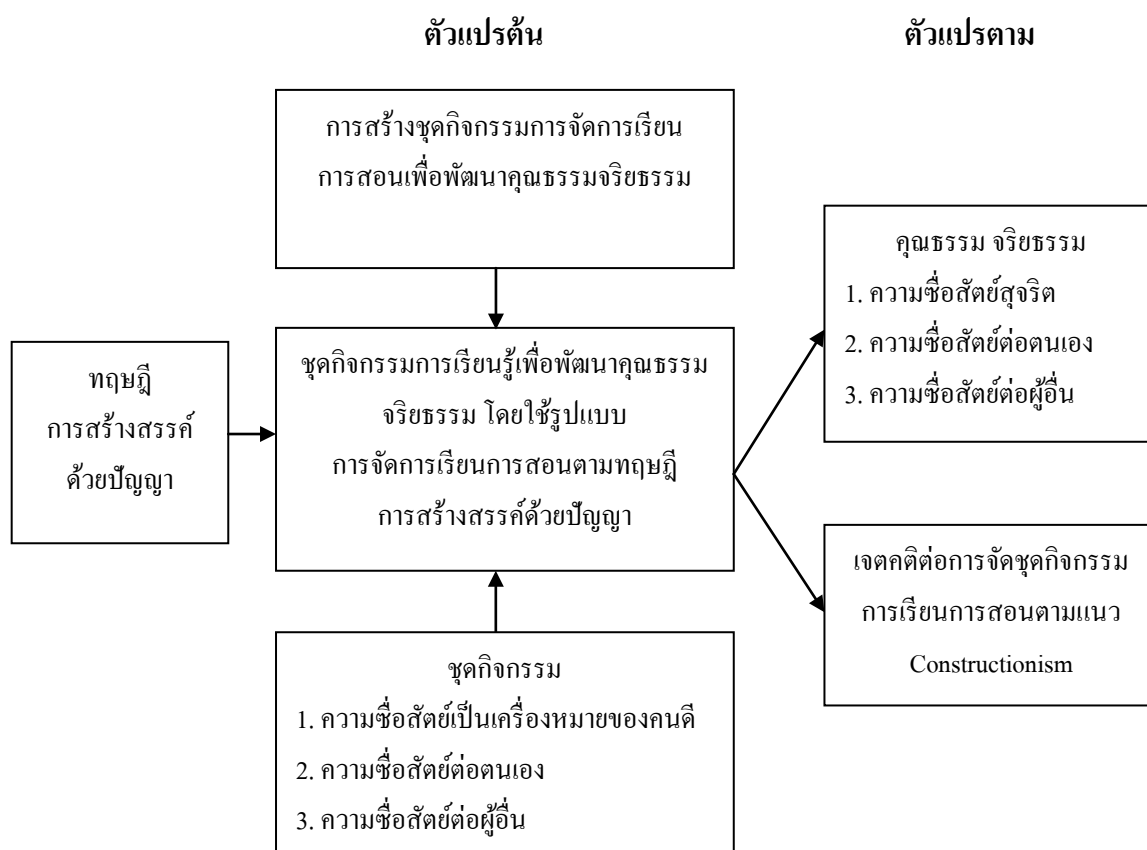 ตัวแปรต้น
ตัวแปรตาม
การสร้างชุดกิจกรรมการจัดการเรียน
การสอนเพื่อพัฒนาคุณธรรมจริยธรรม
ทฤษฎี
การสร้างสรรค์
ด้วยปัญญา
ชุดกิจกรรมการเรียนรู้เพื่อพัฒนาคุณธรรม
จริยธรรม โดยใช้รูปแบบ
การจัดการเรียนการสอนตามทฤษฎี
การสร้างสรรค์ด้วยปัญญา
ชุดกิจกรรม
1. ความซื่อสัตย์เป็นเครื่องหมายของคนดี
2. ความซื่อสัตย์ต่อตนเอง
3. ความซื่อสัตย์ต่อผู้อื่น
คุณธรรม จริยธรรม
1. ความซื่อสัตย์สุจริต
2. ความซื่อสัตย์ต่อตนเอง
3. ความซื่อสัตย์ต่อผู้อื่น
เจตคติต่อการจัดชุดกิจกรรม
การเรียนการสอนตามแนว
Constructionism